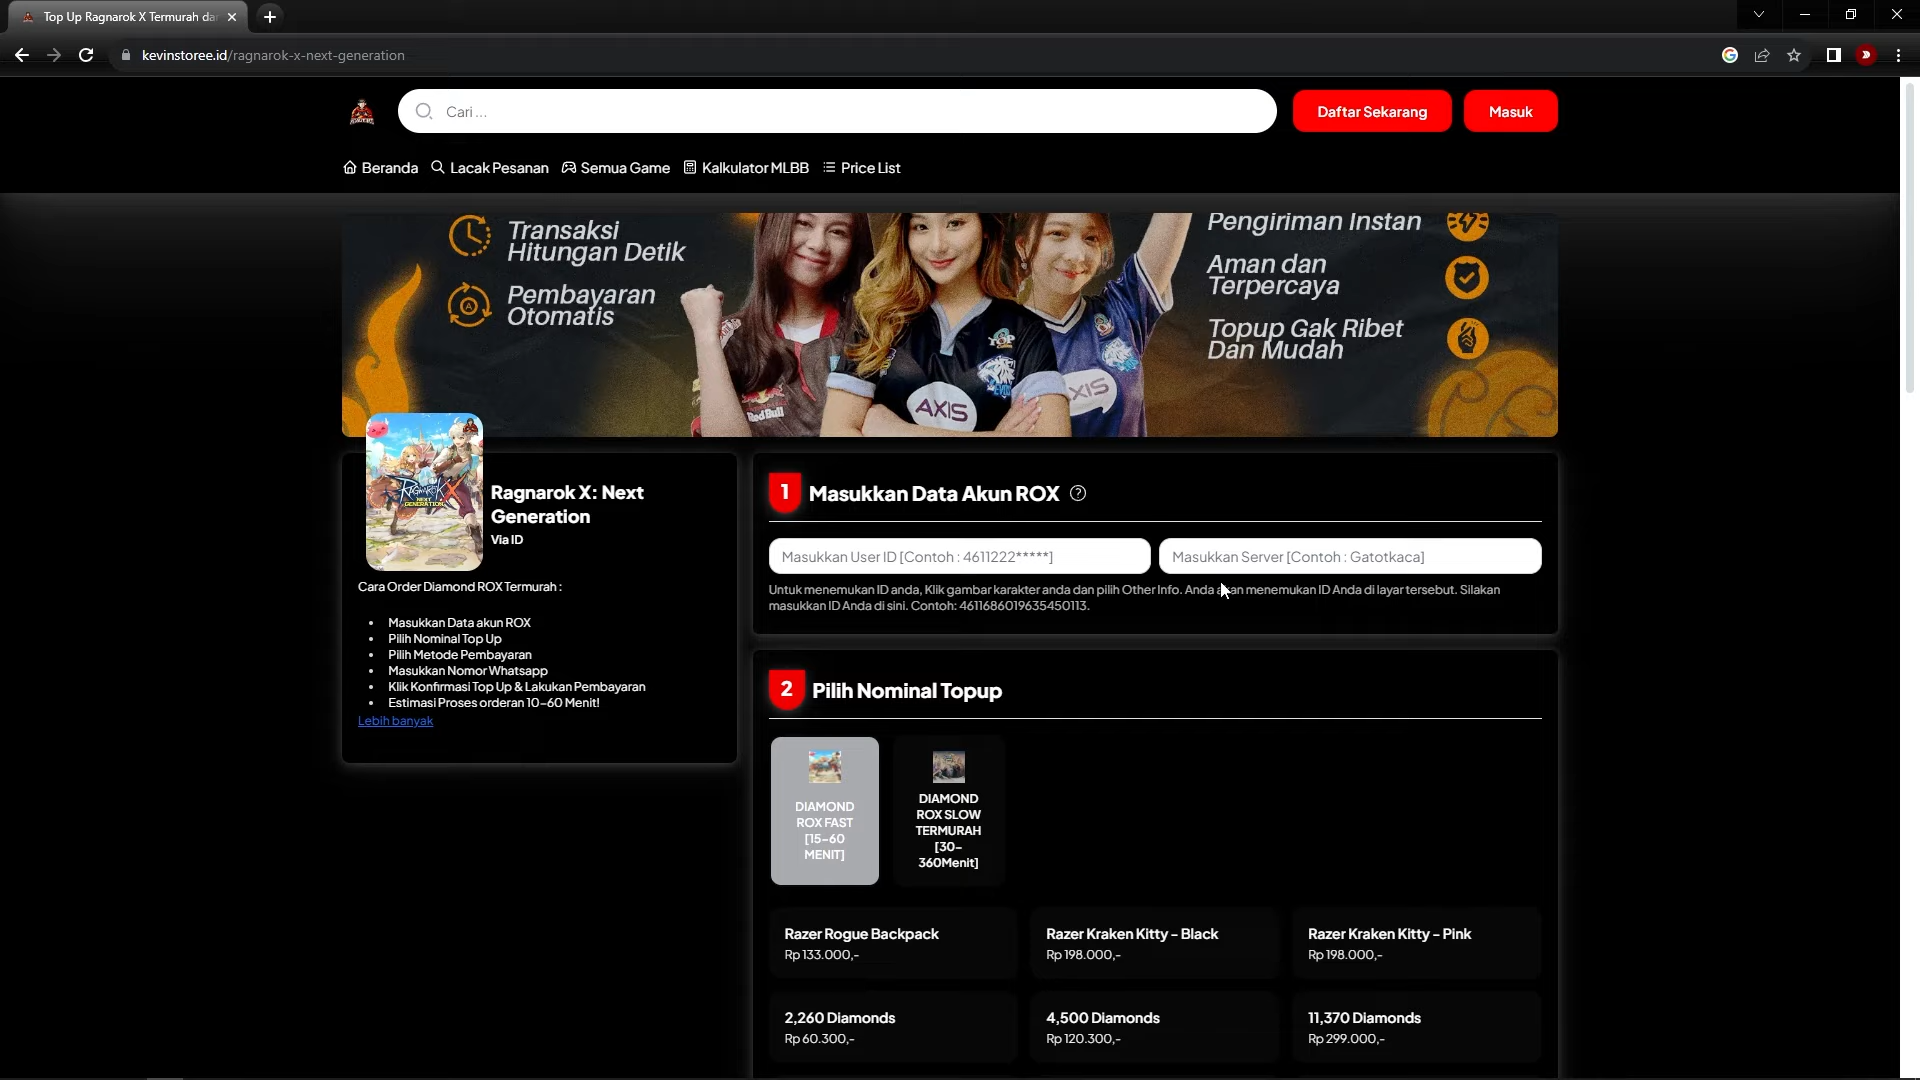 Top Up Ragnarok X Termurah dar
kevinstoree.id/ragnarok-x-next-generation
Cari ...
Daftar Sekarang
Masuk
Beranda
Lacak Pesanan
Semua Game
Kalkulator MLBB
Price List
Transaksi
Hitungan Detik
Pembayaran
Otomatis
Pengiriman Instan
Aman dan
Terpercaya
Topup Gak Ribet
Dan Mudah
Red Bull
AXIS
AXIS
RAGNAROK X
NEXT GENERATION
Ragnarok X: Next
Generation
Via ID
Cara Order Diamond ROX Termurah :
• Masukkan Data akun ROX
• Pilih Nominal Top Up
• Pilih Metode Pembayaran
• Masukkan Nomor Whatsapp
• Klik Konfirmasi Top Up & Lakukan Pembayaran
• Estimasi Proses orderan 10-60 Menit!
Lebih banyak
1 Masukkan Data Akun ROX
Masukkan User ID [Contoh : 4611222*****]
Masukkan Server [Contoh : Gatotkaca]
Untuk menemukan ID anda, Klik gambar karakter anda dan pilih Other Info. Anda akan menemukan ID Anda di layar tersebut. Silakan
masukkan ID Anda di sini. Contoh: 4611686019635450113.
2 Pilih Nominal Topup
DIAMOND
ROX FAST
[15-60
MENIT]
DIAMOND
ROX SLOW
TERMURAH
[30-
360Menit]
Razer Rogue Backpack
Rp 133.000,-
Razer Kraken Kitty - Black
Rp 198.000,-
Razer Kraken Kitty - Pink
Rp 198.000,-
2,260 Diamonds
Rp 60.300,-
4,500 Diamonds
Rp 120.300,-
11,370 Diamonds
Rp 299.000,-